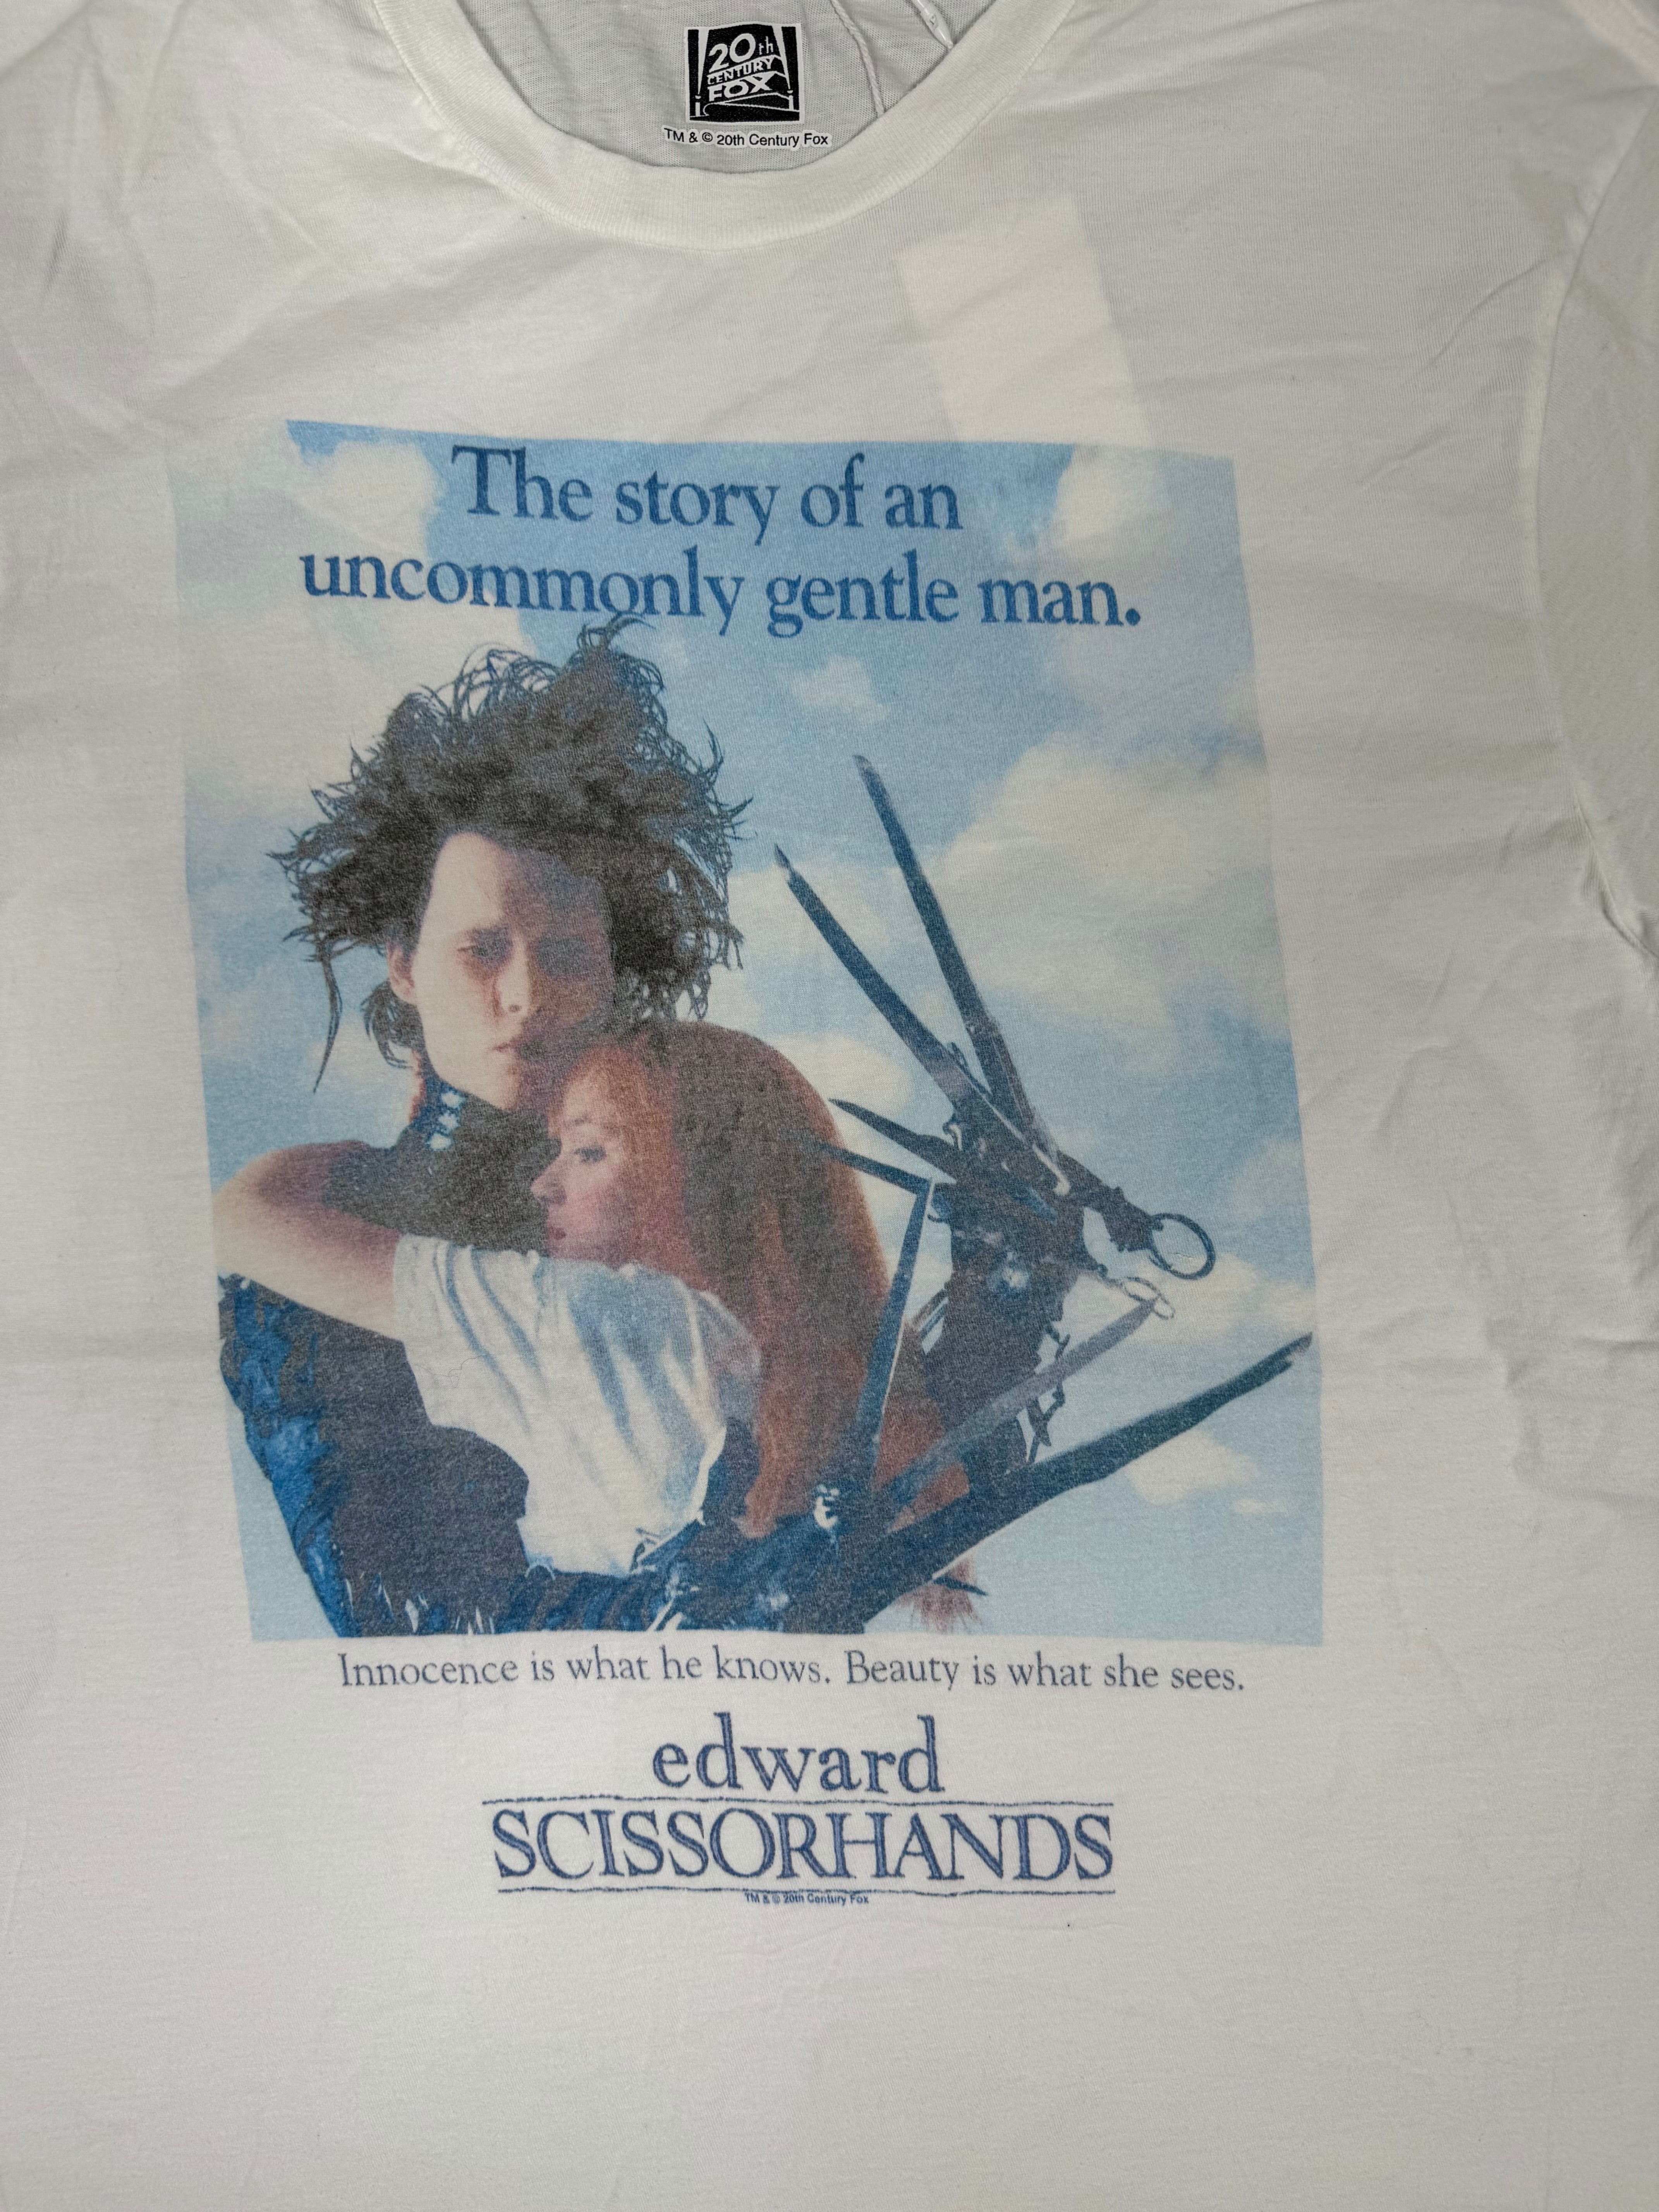 20th
CENTURY
FOX
TM & © 20th Century Fox
The story of an
uncommonly gentle man.
Innocence is what he knows. Beauty is what she sees.
edward
SCISSORHANDS
TM & © 20th Century Fox